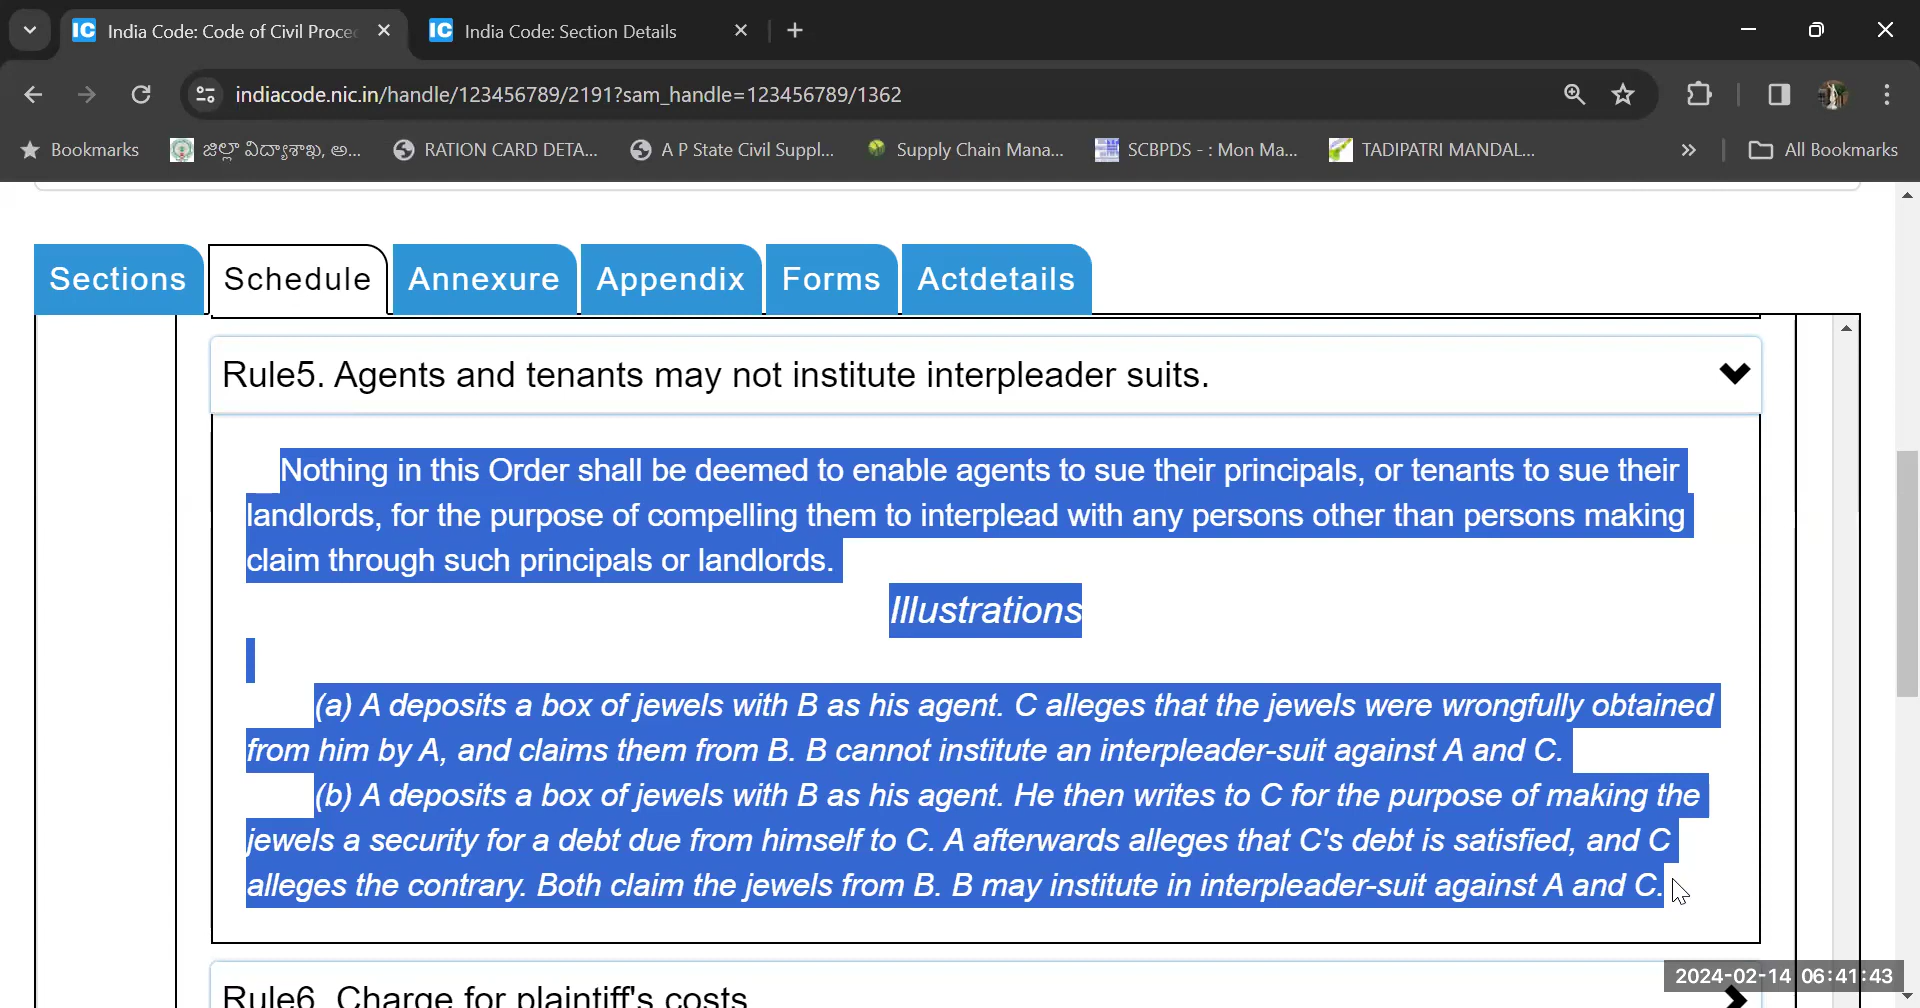 India Code: Code of Civil Proce
India Code: Section Details
indiacode.nic.in/handle/123456789/2191?sam_handle=123456789/1362
Bookmarks
జిల్లా విద్యాశాఖ, అ...
RATION CARD DETA...
A P State Civil Suppl...
Supply Chain Mana...
SCBPDS - : Mon Ma...
TADIPATRI MANDAL...
All Bookmarks
Sections
Schedule
Annexure
Appendix
Forms
Actdetails
Rule5. Agents and tenants may not institute interpleader suits.
Nothing in this Order shall be deemed to enable agents to sue their principals, or tenants to sue their
landlords, for the purpose of compelling them to interplead with any persons other than persons making
claim through such principals or landlords.
Illustrations
(a) A deposits a box of jewels with B as his agent. C alleges that the jewels were wrongfully obtained
from him by A, and claims them from B. B cannot institute an interpleader-suit against A and C.
(b) A deposits a box of jewels with B as his agent. He then writes to C for the purpose of making the
jewels a security for a debt due from himself to C. A afterwards alleges that C's debt is satisfied, and C
alleges the contrary. Both claim the jewels from B. B may institute in interpleader-suit against A and C.
2024-02-14 06:41:43
Rule6. Charge for plaintiff's costs